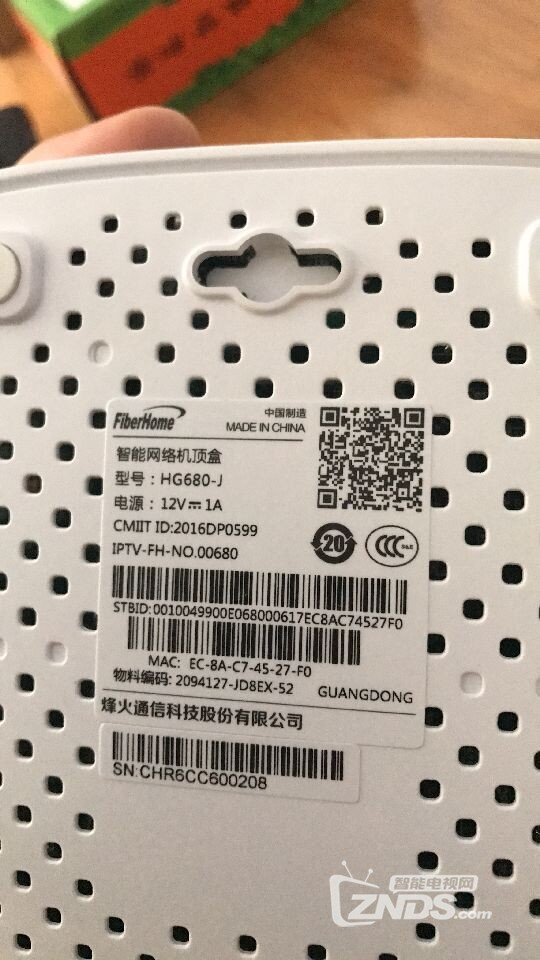 FiberHome
中国制造
MADE IN CHINA
智能网络机顶盒
型号：HG680-J
电源：12V⎓1A
CMIIT ID:2016DP0599
IPTV-FH-NO.00680
20
CCC S&E
STBID:0010049900E068000617EC8AC74527F0
MAC: EC-8A-C7-45-27-F0
物料编码: 2094127-JD8EX-52
GUANGDONG
烽火通信科技股份有限公司
SN:CHR6CC600208
智能电视网
ZNDS.com